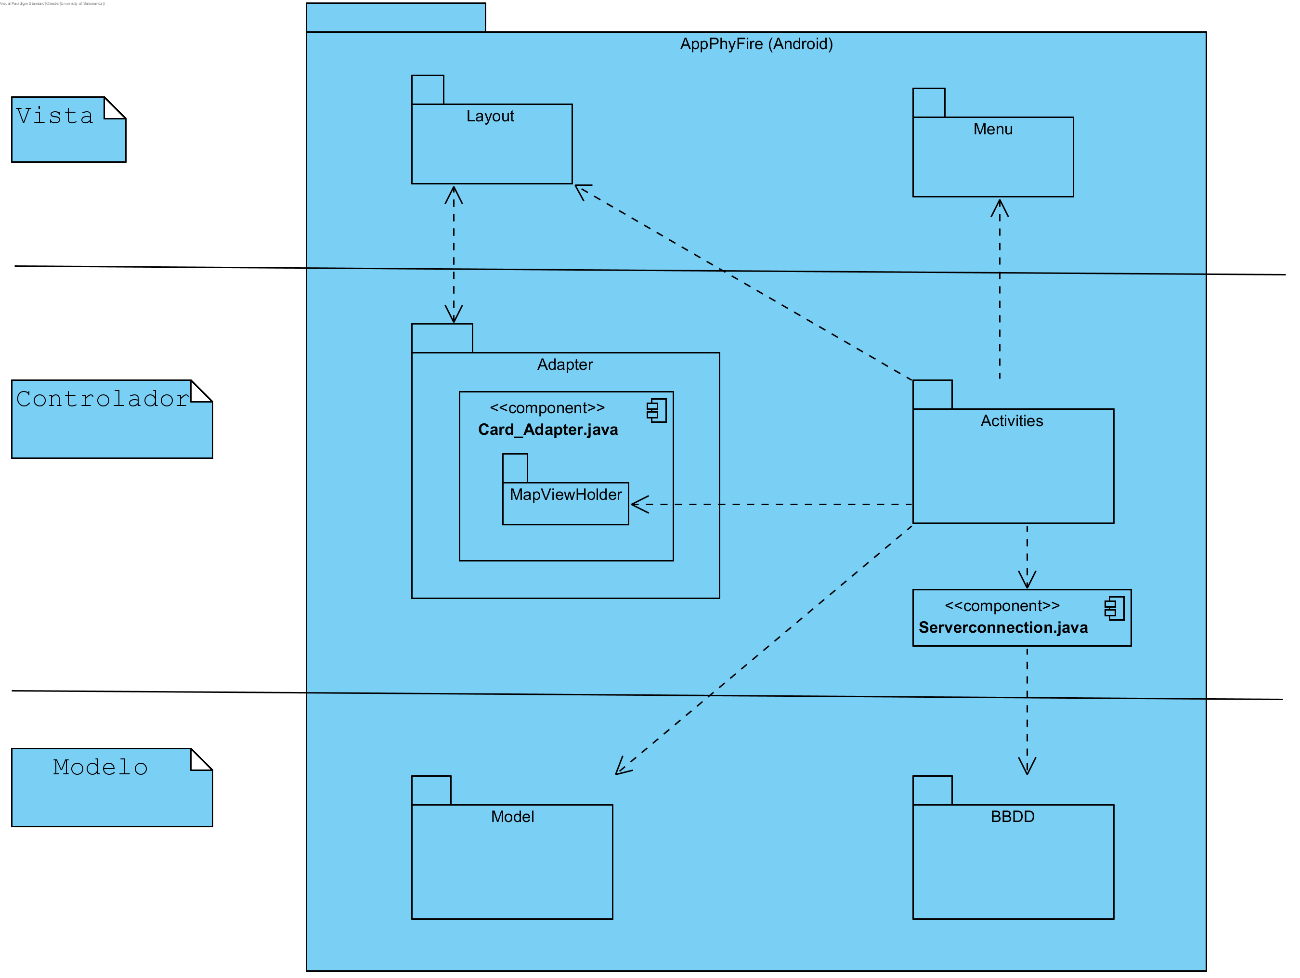 AppPhyFire (Android)
Vista
Layout
Menu
Controlador
Adapter
<<component>>
Card_Adapter.java
MapViewHolder
Activities
<<component>>
Serverconnection.java
Modelo
Model
BBDD